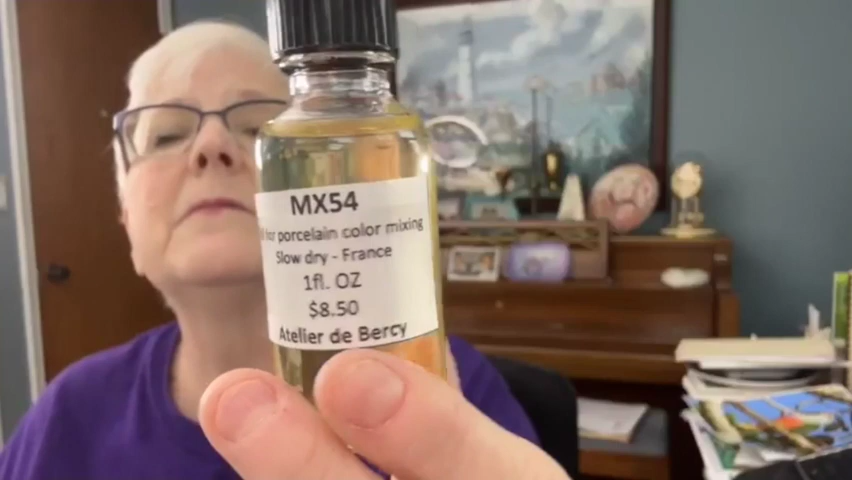 MX54
for porcelain color mixing
Slow dry - France
1fl. OZ
$8.50
Atelier de Bercy